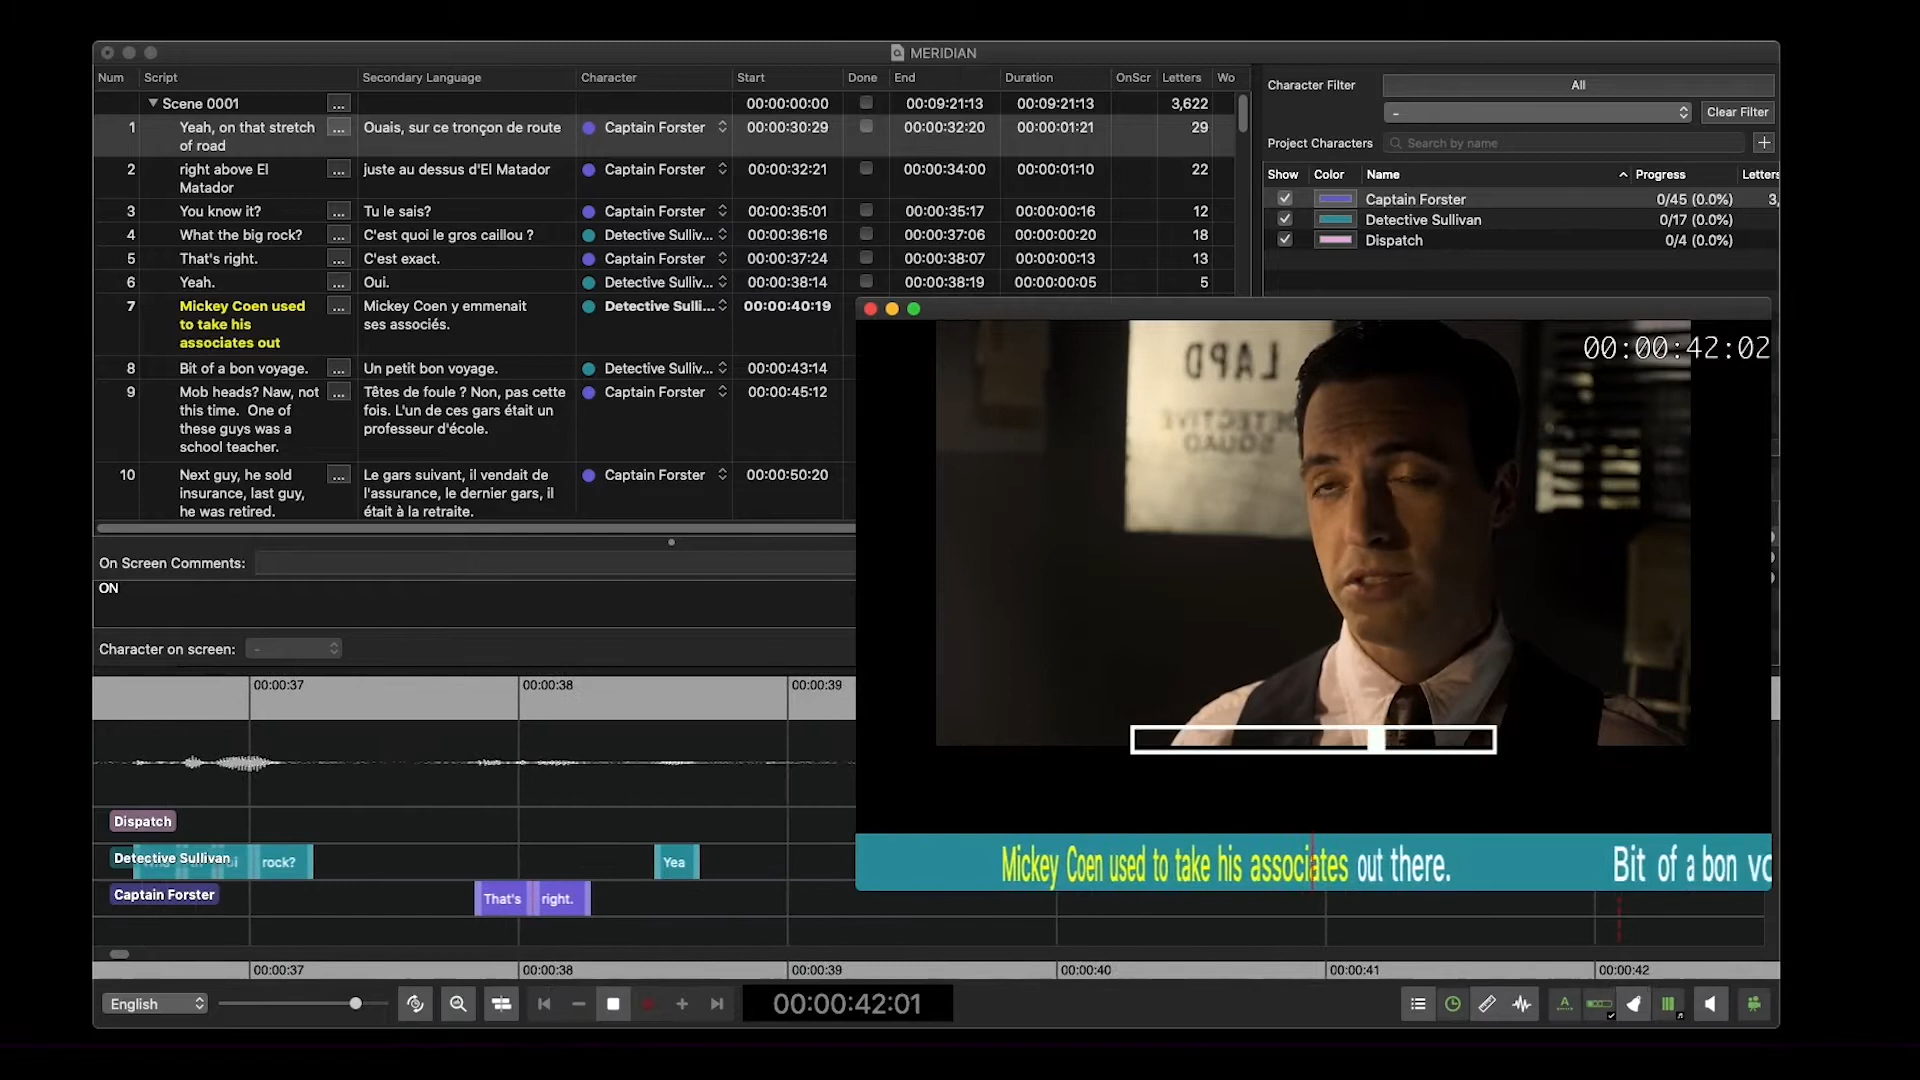 MERIDIAN
Num Script Secondary Language Character Start Done End Duration OnScr Letters Wo
Scene 0001 ... 00:00:00:00 00:09:21:13 00:09:21:13 3,622
1 Yeah, on that stretch ... Ouais, sur ce tronçon de route Captain Forster 00:00:30:29 00:00:32:20 00:00:01:21 29
of road
2 right above El ... juste au dessus d'El Matador Captain Forster 00:00:32:21 00:00:34:00 00:00:01:10 22
Matador
3 You know it? ... Tu le sais? Captain Forster 00:00:35:01 00:00:35:17 00:00:00:16 12
4 What the big rock? ... C'est quoi le gros caillou ? Detective Sulliv... 00:00:36:16 00:00:37:06 00:00:00:20 18
5 That's right. ... C'est exact. Captain Forster 00:00:37:24 00:00:38:07 00:00:00:13 13
6 Yeah. ... Oui. Detective Sulliv... 00:00:38:14 00:00:38:19 00:00:00:05 5
7 Mickey Coen used ... Mickey Coen y emmenait Detective Sulli... 00:00:40:19
to take his ses associés.
associates out
8 Bit of a bon voyage. ... Un petit bon voyage. Detective Sulliv... 00:00:43:14
9 Mob heads? Naw, not ... Têtes de foule ? Non, pas cette Captain Forster 00:00:45:12
this time. One of fois. L'un de ces gars était un
these guys was a professeur d'école.
school teacher.
10 Next guy, he sold ... Le gars suivant, il vendait de Captain Forster 00:00:50:20
insurance, last guy, l'assurance, le dernier gars, il
he was retired. était à la retraite.
Character Filter All
- Clear Filter
Project Characters Search by name +
Show Color Name Progress Letters
Captain Forster 0/45 (0.0%) 3,
Detective Sullivan 0/17 (0.0%)
Dispatch 0/4 (0.0%)
00:00:42:02
LAPD
DETECTIVE
SQUAD
On Screen Comments:
ON
Character on screen: -
00:00:37 00:00:38 00:00:39
Dispatch
Detective Sullivan rock? Yea
Captain Forster That's right.
Mickey Coen used to take his associates out there. Bit of a bon vo
00:00:37 00:00:38 00:00:39 00:00:40 00:00:41 00:00:42
English 00:00:42:01 A